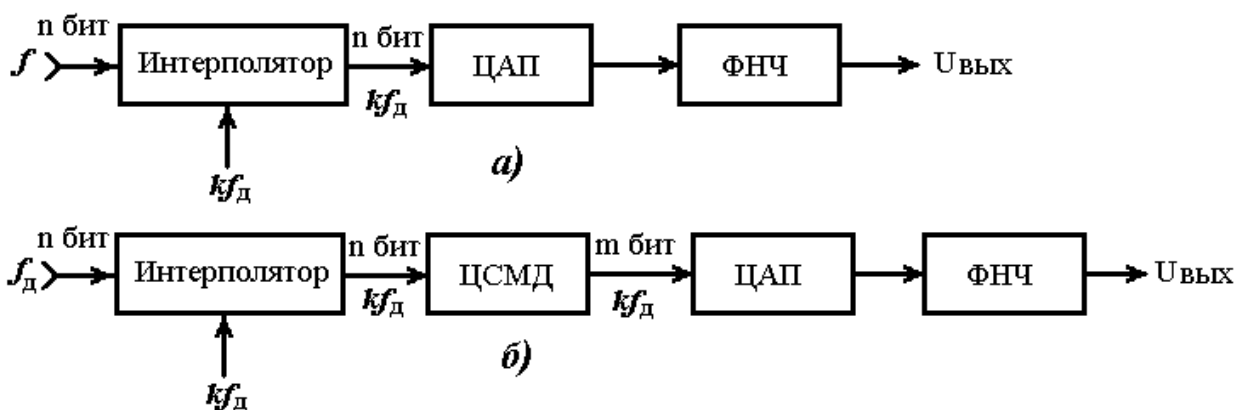 n бит n бит
f Интерполятор ЦАП ФНЧ Uвых
kfд
kfд
а)
n бит n бит m бит
fд Интерполятор ЦСМД ЦАП ФНЧ Uвых
kfд kfд
kfд
б)